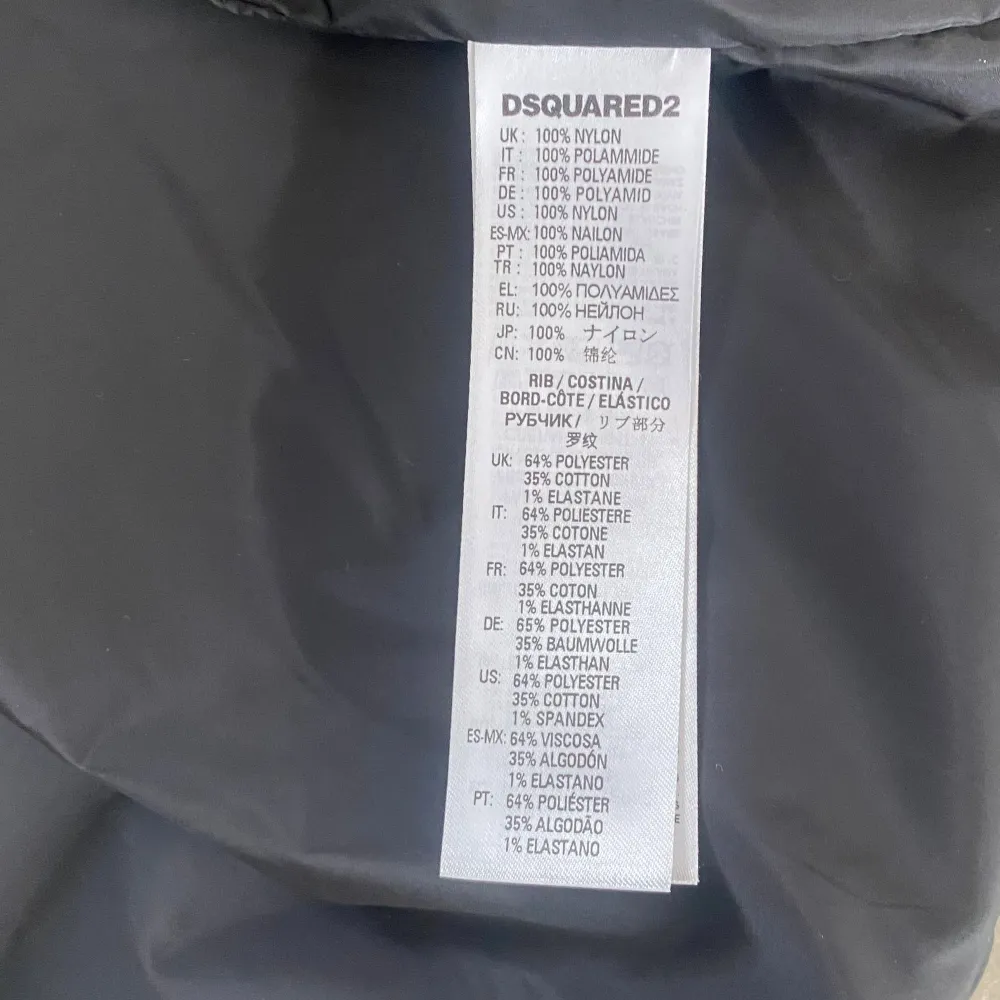 DSQUARED2
UK: 100% NYLON
IT: 100% POLAMMIDE
FR: 100% POLYAMIDE
DE: 100% POLYAMID
US: 100% NYLON
ES-MX: 100% NAILON
PT: 100% POLIAMIDA
TR: 100% NAYLON
EL: 100% ΠΟΛΥΑΜΙΔΕΣ
RU: 100% НЕЙЛОН
JP: 100% ナイロン
CN: 100% 锦纶
RIB / COSTINA /
BORD-CÔTE / ELÁSTICO
РУБЧИК / リブ部分
罗纹
UK: 64% POLYESTER
35% COTTON
1% ELASTANE
IT: 64% POLIESTERE
35% COTONE
1% ELASTAN
FR: 64% POLYESTER
35% COTON
1% ELASTHANNE
DE: 65% POLYESTER
35% BAUMWOLLE
1% ELASTHAN
US: 64% POLYESTER
35% COTTON
1% SPANDEX
ES-MX: 64% VISCOSA
35% ALGODÓN
1% ELASTANO
PT: 64% POLIÉSTER
35% ALGODÃO
1% ELASTANO